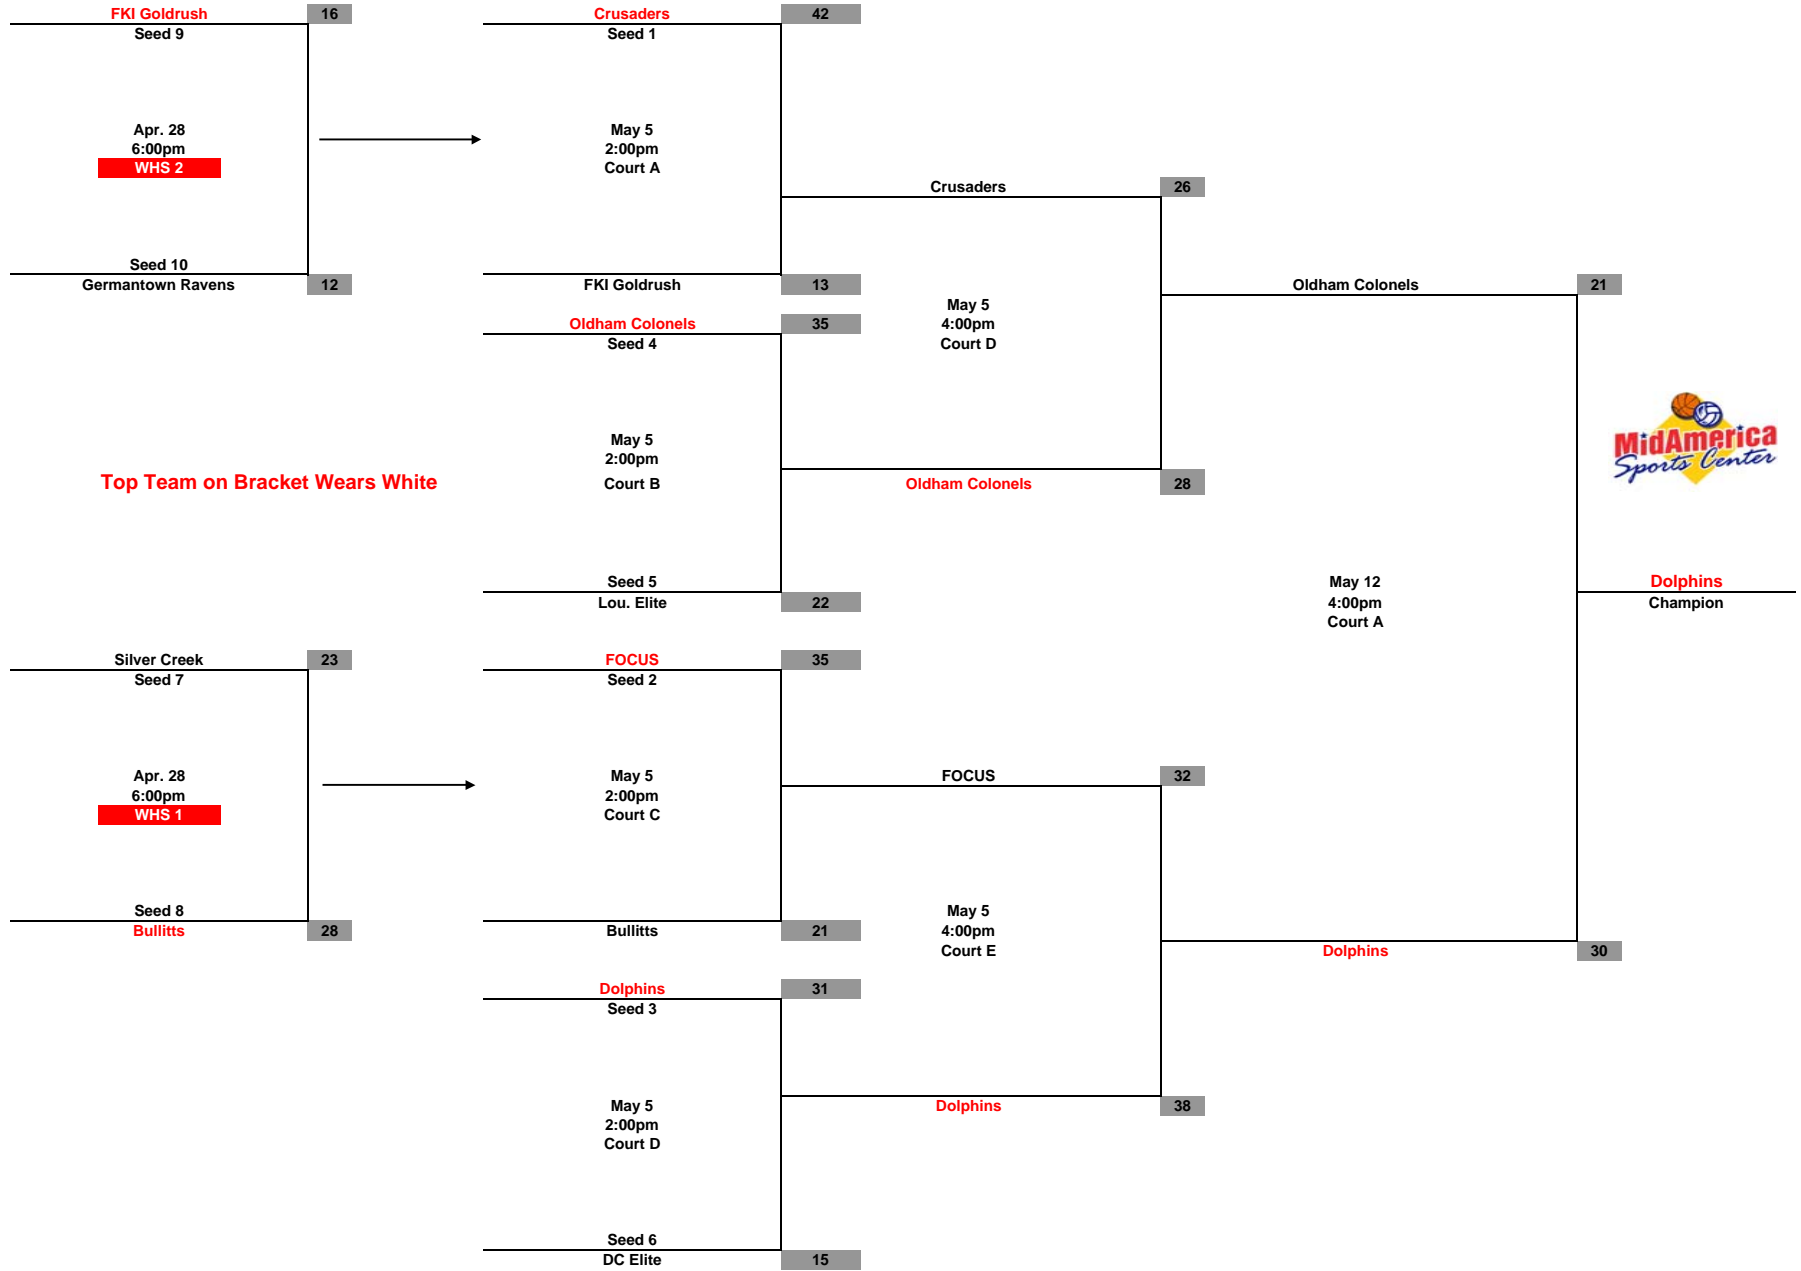 FKI Goldrush 16
Seed 9
Apr. 28
6:00pm
WHS 2
Seed 10
Germantown Ravens 12
Crusaders 42
Seed 1
May 5
2:00pm
Court A
FKI Goldrush 13
Oldham Colonels 35
Seed 4
May 5
2:00pm
Court B
Seed 5
Lou. Elite 22
Top Team on Bracket Wears White
Silver Creek 23
Seed 7
Apr. 28
6:00pm
WHS 1
Seed 8
Bullitts 28
FOCUS 35
Seed 2
May 5
2:00pm
Court C
Bullitts 21
Dolphins 31
Seed 3
May 5
2:00pm
Court D
Seed 6
DC Elite 15
Crusaders 26
May 5
4:00pm
Court D
Oldham Colonels 28
FOCUS 32
May 5
4:00pm
Court E
Dolphins 38
Oldham Colonels 21
May 12
4:00pm
Court A
Dolphins 30
MidAmerica
Sports Center
Dolphins
Champion